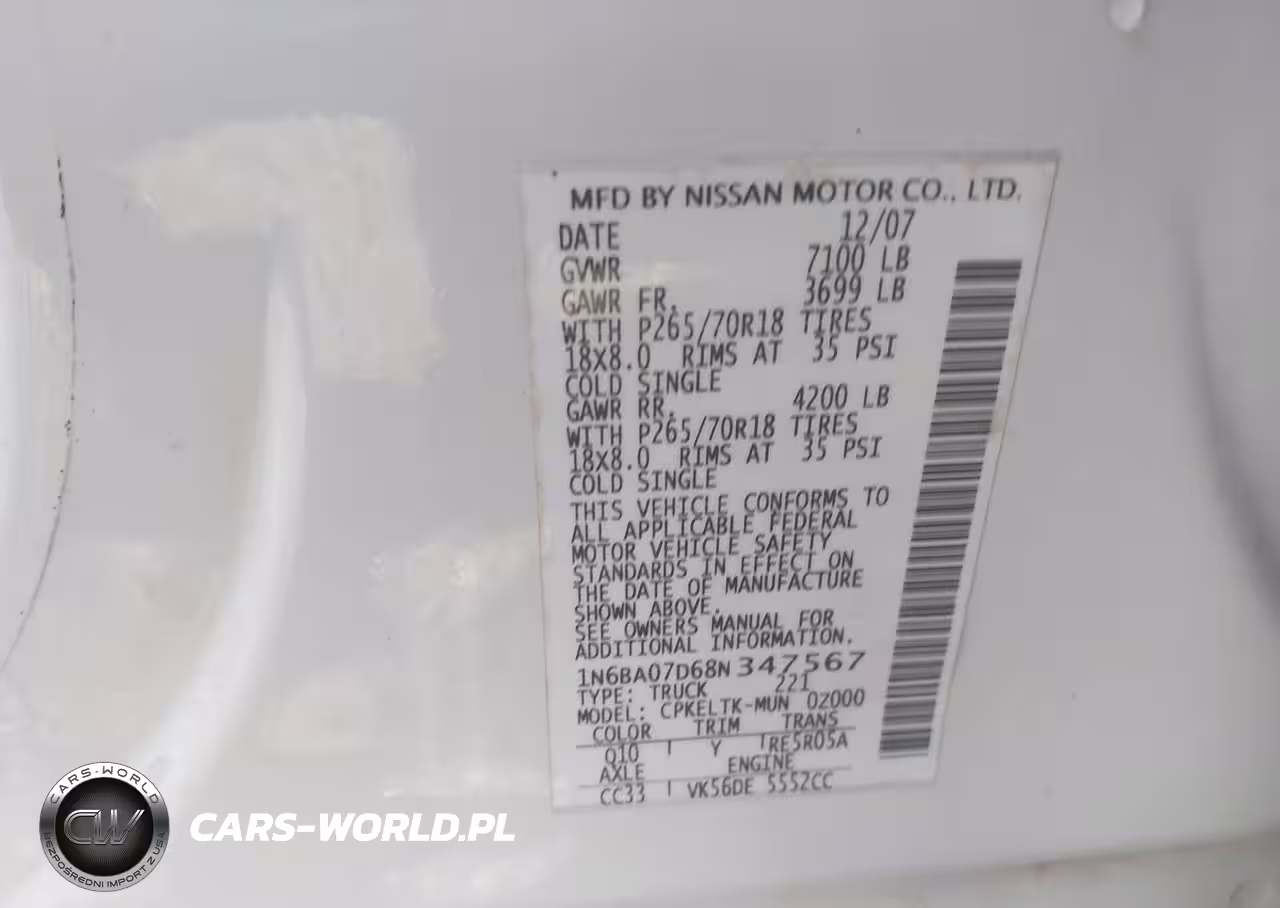 MFD BY NISSAN MOTOR CO., LTD.
DATE 12/07
GVWR 7100 LB
GAWR FR. 3699 LB
WITH P265/70R18 TIRES
18X8.0 RIMS AT 35 PSI
COLD SINGLE
GAWR RR. 4200 LB
WITH P265/70R18 TIRES
18X8.0 RIMS AT 35 PSI
COLD SINGLE
THIS VEHICLE CONFORMS TO
ALL APPLICABLE FEDERAL
MOTOR VEHICLE SAFETY
STANDARDS IN EFFECT ON
THE DATE OF MANUFACTURE
SHOWN ABOVE.
SEE OWNERS MANUAL FOR
ADDITIONAL INFORMATION.
1N6BA07D68N347567
TYPE: TRUCK 221
MODEL: CPKELTK-MUN 0Z000
COLOR TRIM TRANS
Q10 Y RE5R05A
AXLE ENGINE
CC33 VK56DE 5552CC
CARS-WORLD
CW
BEZPOŚREDNI IMPORT Z USA
CARS-WORLD.PL